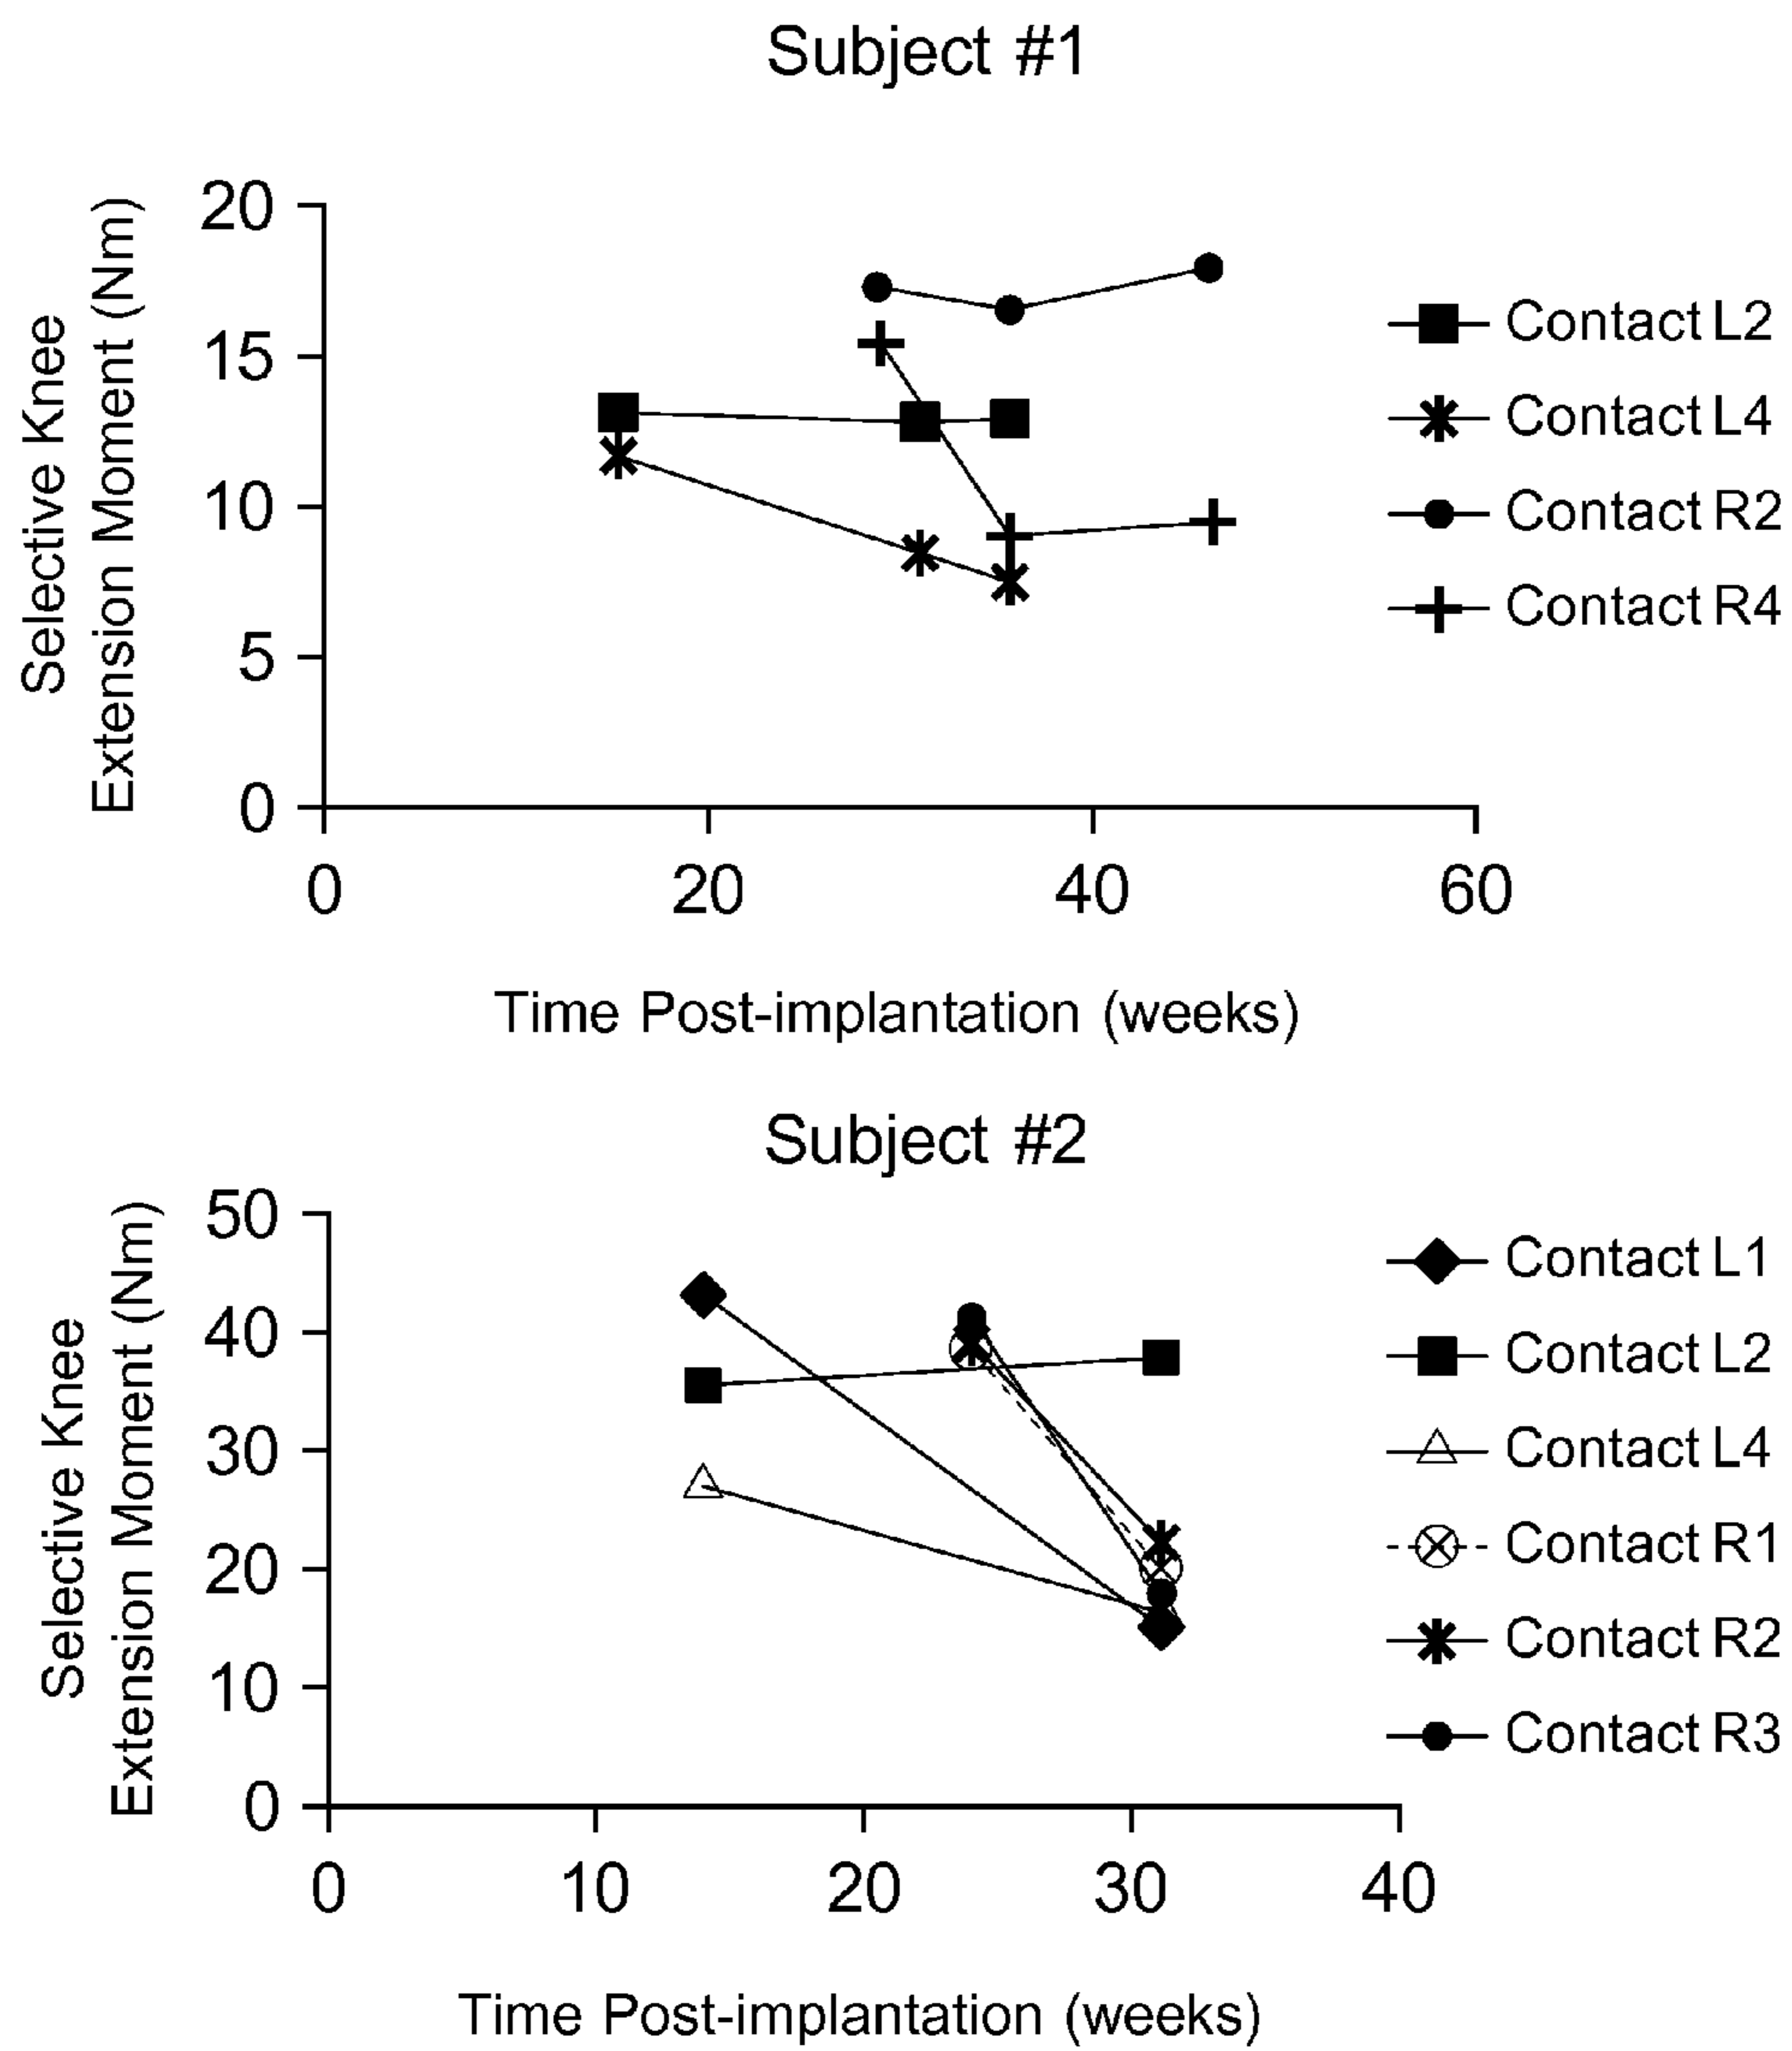 Subject #1
Selective Knee
Extension Moment (Nm)
20
15
10
5
0
0 20 40 60
Time Post-implantation (weeks)
Contact L2
Contact L4
Contact R2
Contact R4
Subject #2
Selective Knee
Extension Moment (Nm)
50
40
30
20
10
0
0 10 20 30 40
Time Post-implantation (weeks)
Contact L1
Contact L2
Contact L4
Contact R1
Contact R2
Contact R3